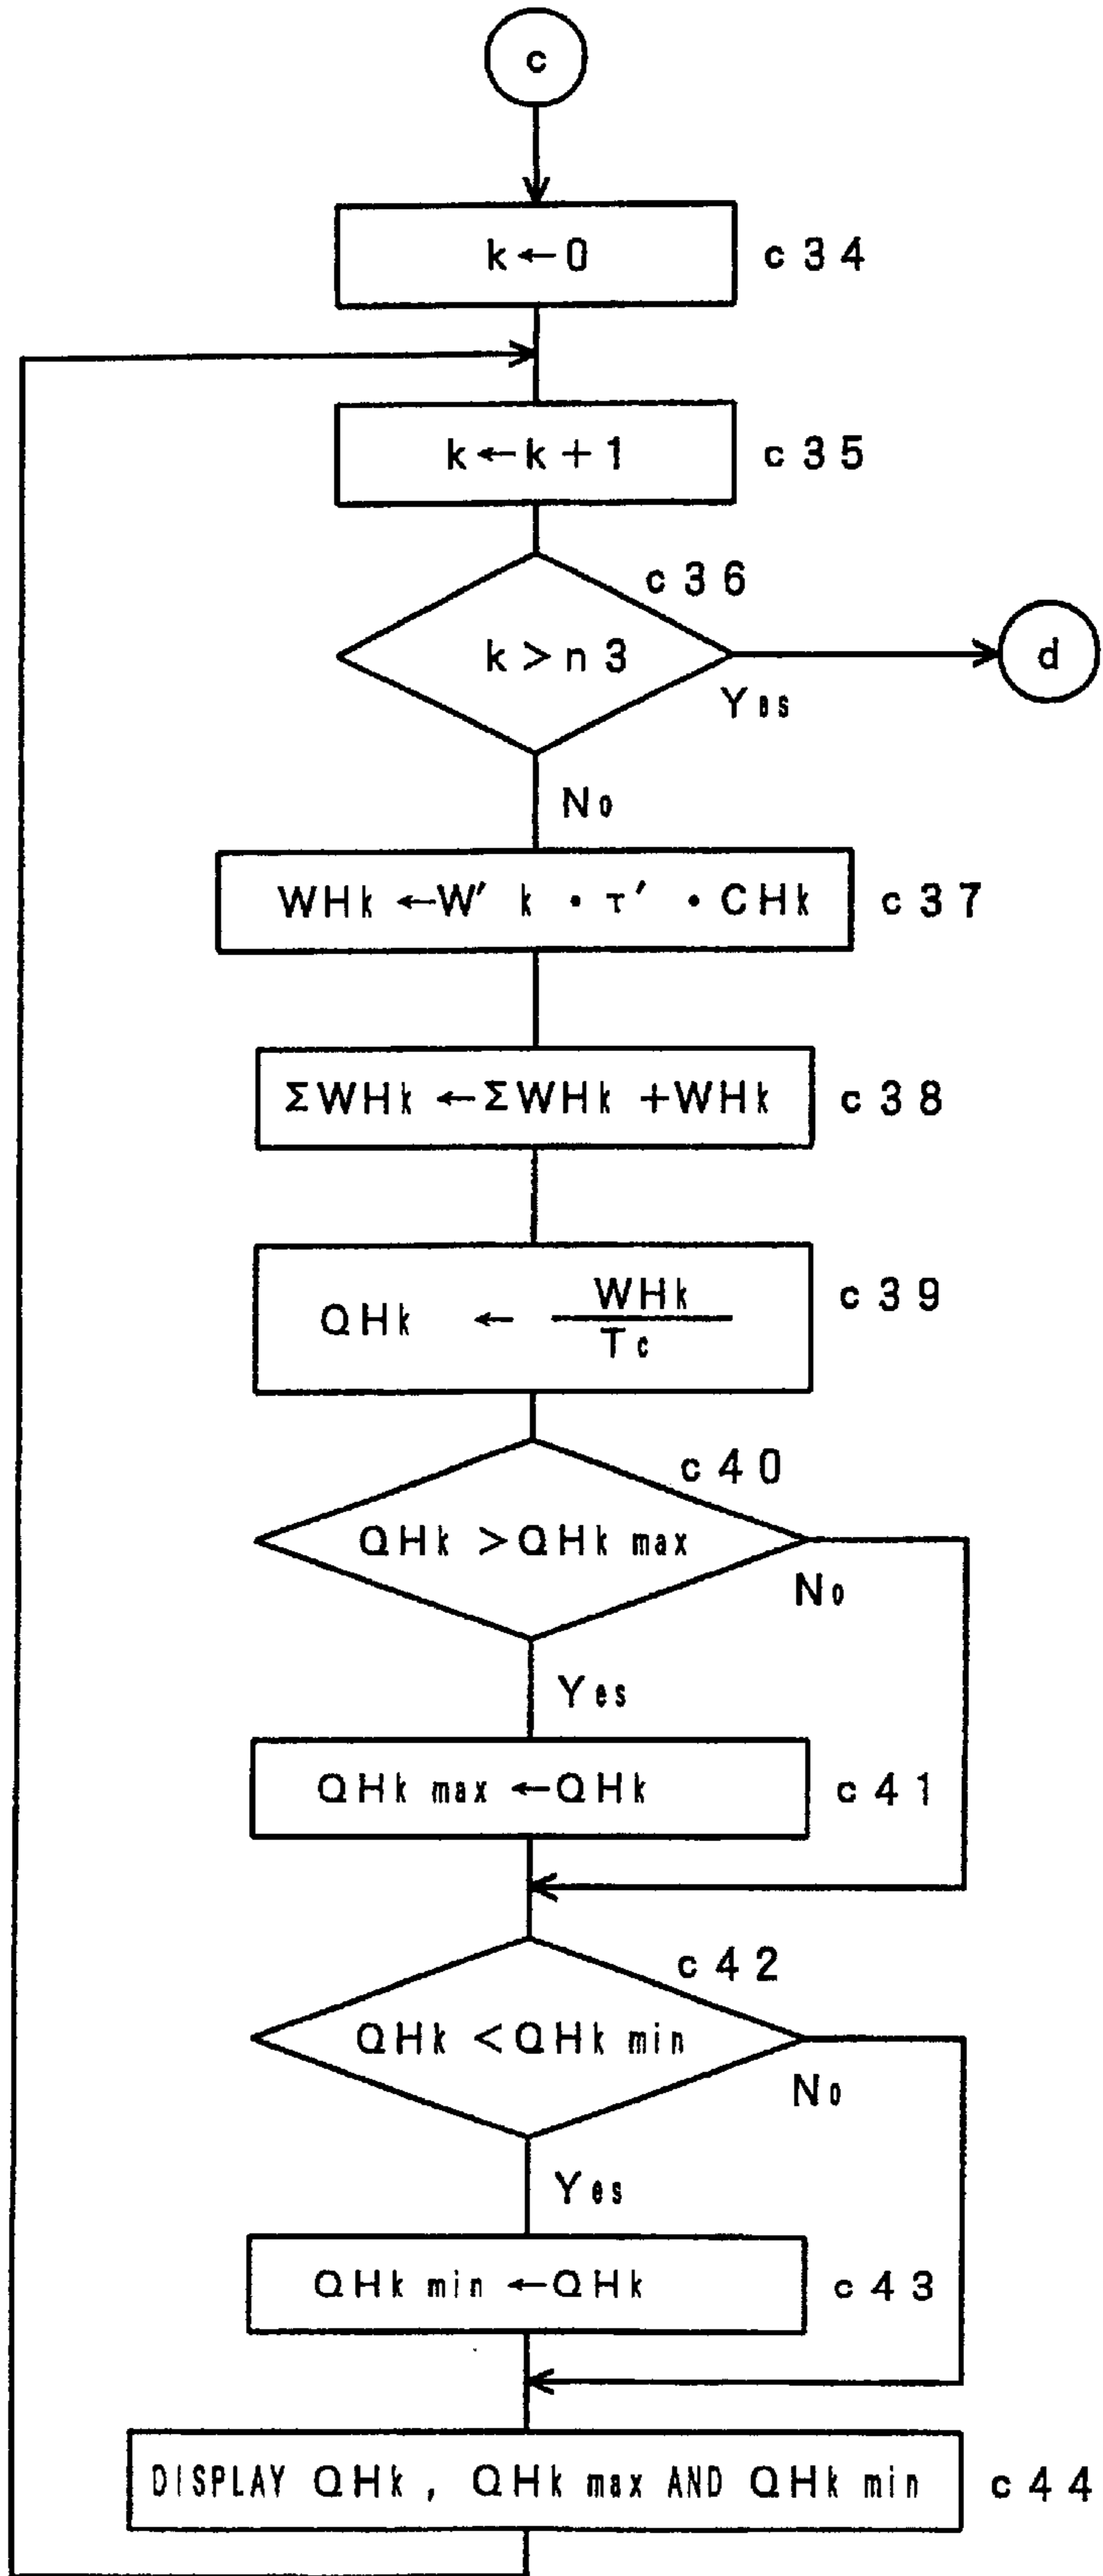 c
k←0 c34
k←k+1 c35
c36
k>n3
d
Yes
No
WHk ←W′ k · τ′ · CHk c37
ΣWHk ←ΣWHk +WHk c38
QHk ← WHk c39
Tc
c40
QHk >QHk max
No
Yes
QHk max ←QHk c41
c42
QHk <QHk min
No
Yes
QHk min ←QHk c43
DISPLAY QHk , QHk max AND QHk min c44